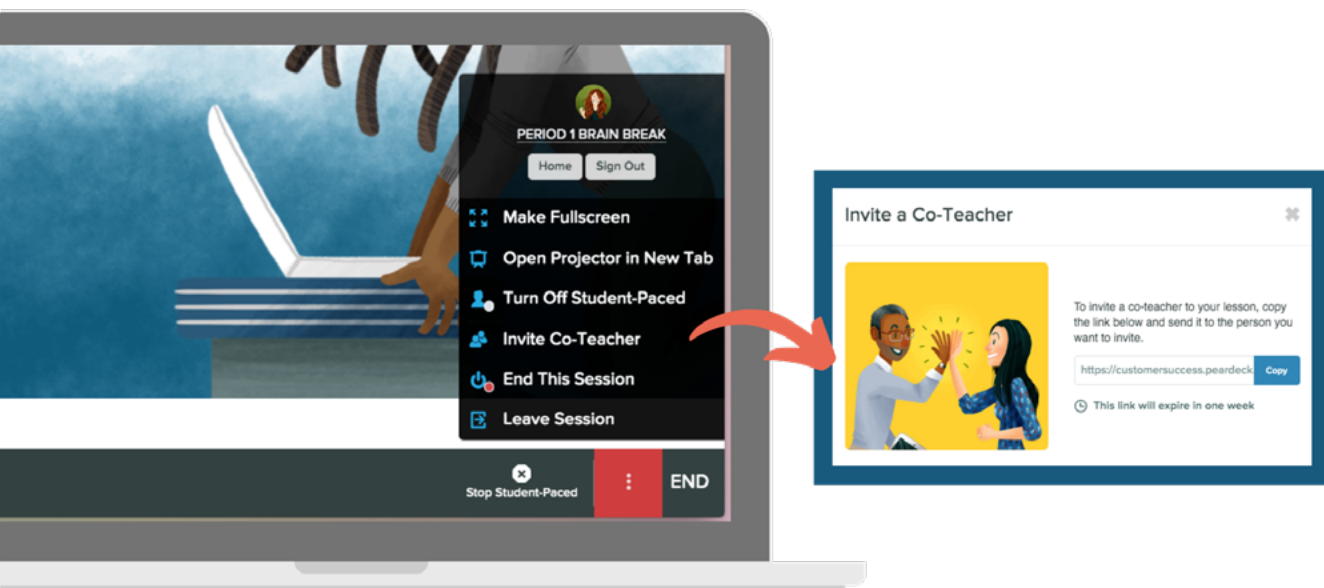 PERIOD 1 BRAIN BREAK
Home
Sign Out
Make Fullscreen
Open Projector in New Tab
Turn Off Student-Paced
Invite Co-Teacher
End This Session
Leave Session
Stop Student-Paced
END
Invite a Co-Teacher
To invite a co-teacher to your lesson, copy
the link below and send it to the person you
want to invite.
https://customersuccess.peardeck
Copy
This link will expire in one week